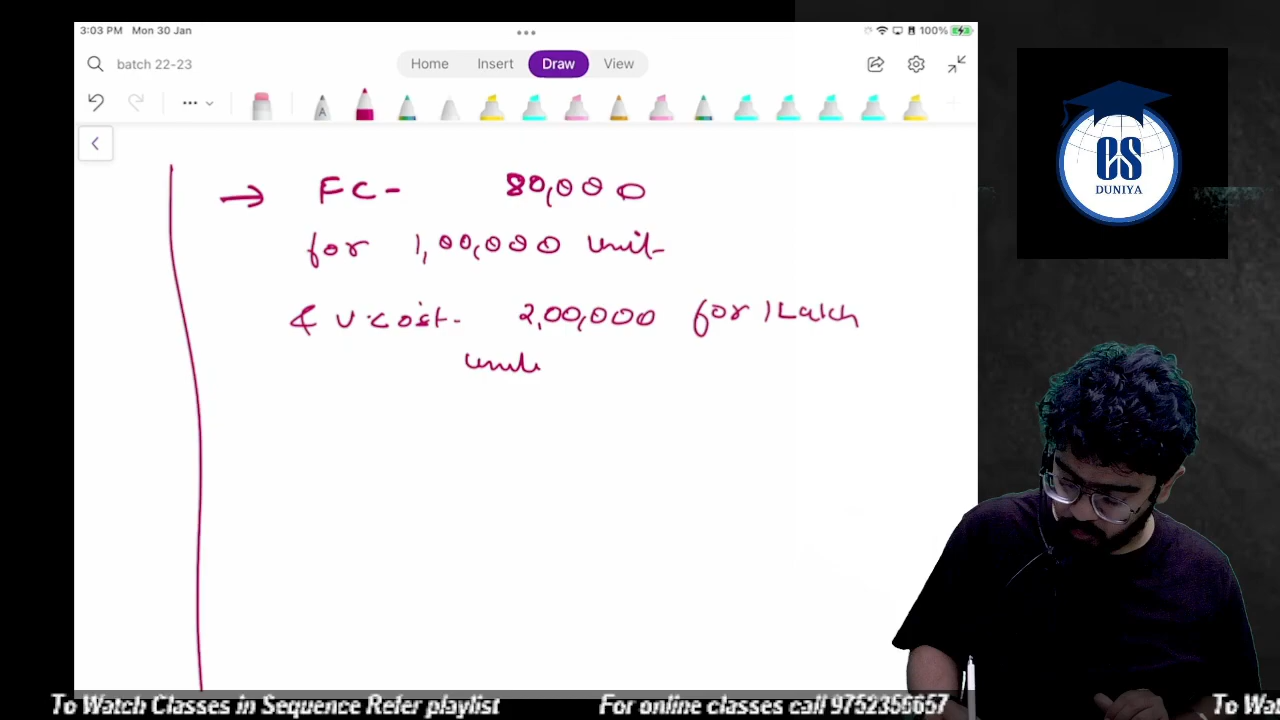 3:03 PM Mon 30 Jan
100%
batch 22-23
Home Insert Draw View
A
→ FC - 80,000
for 1,00,000 unit
& V.cost. 2,00,000 for 1 Lakh
unit
CS
DUNIYA
To Watch Classes in Sequence Refer playlist For online classes call 9752356657 To Wa